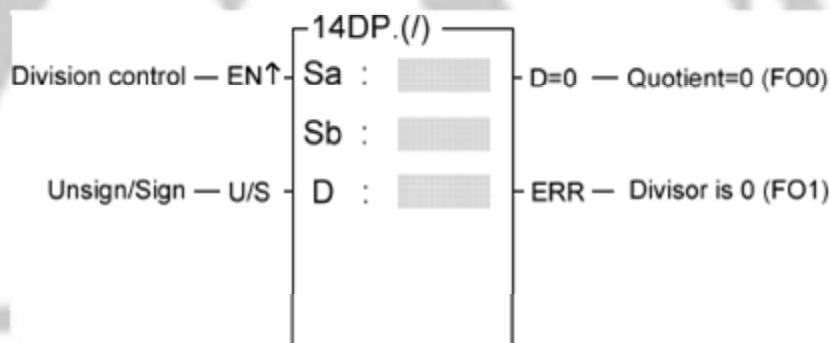 14DP.(/)
Division control — EN↑ Sa : D=0 — Quotient=0 (FO0)
Sb :
Unsign/Sign — U/S D : ERR — Divisor is 0 (FO1)